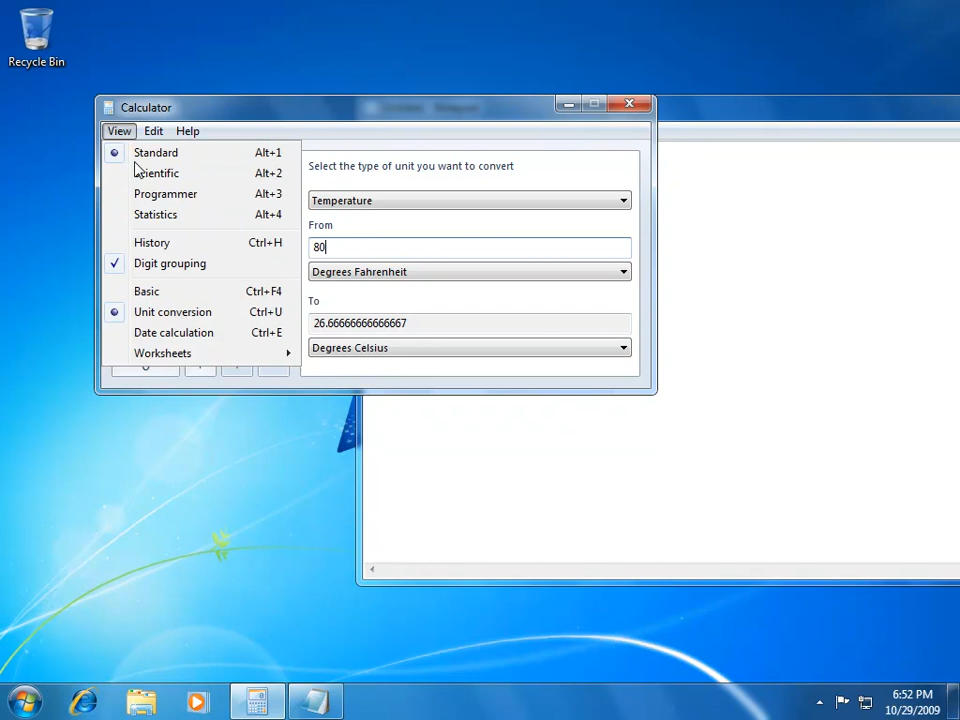 Recycle Bin
Calculator
View Edit Help
Standard Alt+1
Scientific Alt+2
Programmer Alt+3
Statistics Alt+4
History Ctrl+H
Digit grouping
Basic Ctrl+F4
Unit conversion Ctrl+U
Date calculation Ctrl+E
Worksheets
Select the type of unit you want to convert
Temperature
From
80
Degrees Fahrenheit
To
26.66666666666667
Degrees Celsius
6:52 PM
10/29/2009